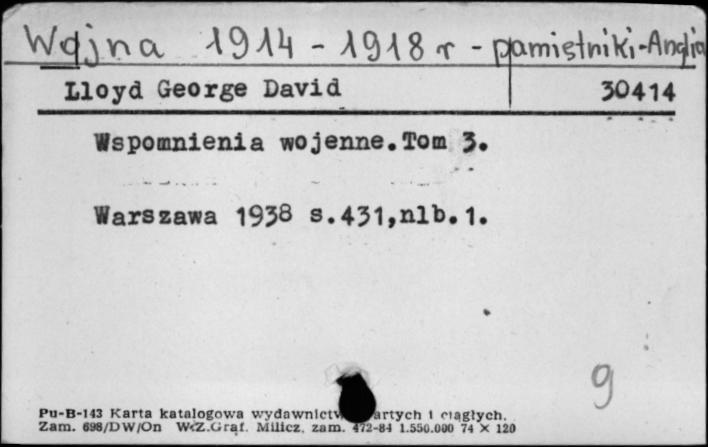 Wojna 1914 - 1918 r - pamiętniki-Anglia
Lloyd George David 30414
Wspomnienia wojenne.Tom 3.
Warszawa 1938 s.431,nlb.1.
9
Pu-B-143 Karta katalogowa wydawnictw artych i ciągłych.
Zam. 698/DW/On WZ.Graf. Milicz, zam. 472-84 1.550.000 74 × 120